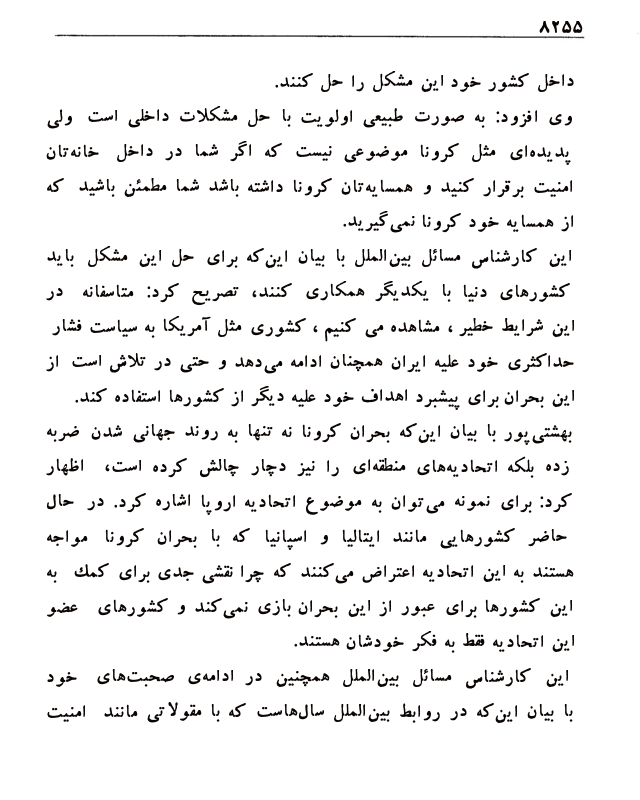 ۸۲۵۵
داخل کشور خود این مشکل را حل کنند.
وی افزود: به صورت طبیعی اولویت با حل مشکلات داخلی است ولی
پدیده‌ای مثل کرونا موضوعی نیست که اگر شما در داخل خانه‌تان
امنیت برقرار کنید و همسایه‌تان کرونا داشته باشد شما مطمئن باشید که
از همسایه خود کرونا نمی‌گیرید.
این کارشناس مسائل بین‌الملل با بیان این‌که برای حل این مشکل باید
کشورهای دنیا با یکدیگر همکاری کنند، تصریح کرد: متاسفانه در
این شرایط خطیر ، مشاهده می کنیم ، کشوری مثل آمریکا به سیاست فشار
حداکثری خود علیه ایران همچنان ادامه می‌دهد و حتی در تلاش است از
این بحران برای پیشبرد اهداف خود علیه دیگر از کشورها استفاده کند.
بهشتی‌پور با بیان این‌که بحران کرونا نه تنها به روند جهانی شدن ضربه
زده بلکه اتحادیه‌های منطقه‌ای را نیز دچار چالش کرده است، اظهار
کرد: برای نمونه می‌توان به موضوع اتحادیه اروپا اشاره کرد. در حال
حاضر کشورهایی مانند ایتالیا و اسپانیا که با بحران کرونا مواجه
هستند به این اتحادیه اعتراض می‌کنند که چرا نقشی جدی برای کمك به
این کشورها برای عبور از این بحران بازی نمی‌کند و کشورهای عضو
این اتحادیه فقط به فکر خودشان هستند.
این کارشناس مسائل بین‌الملل همچنین در ادامه‌ی صحبت‌های خود
با بیان این‌که در روابط بین‌الملل سال‌هاست که با مقولاتی مانند امنیت